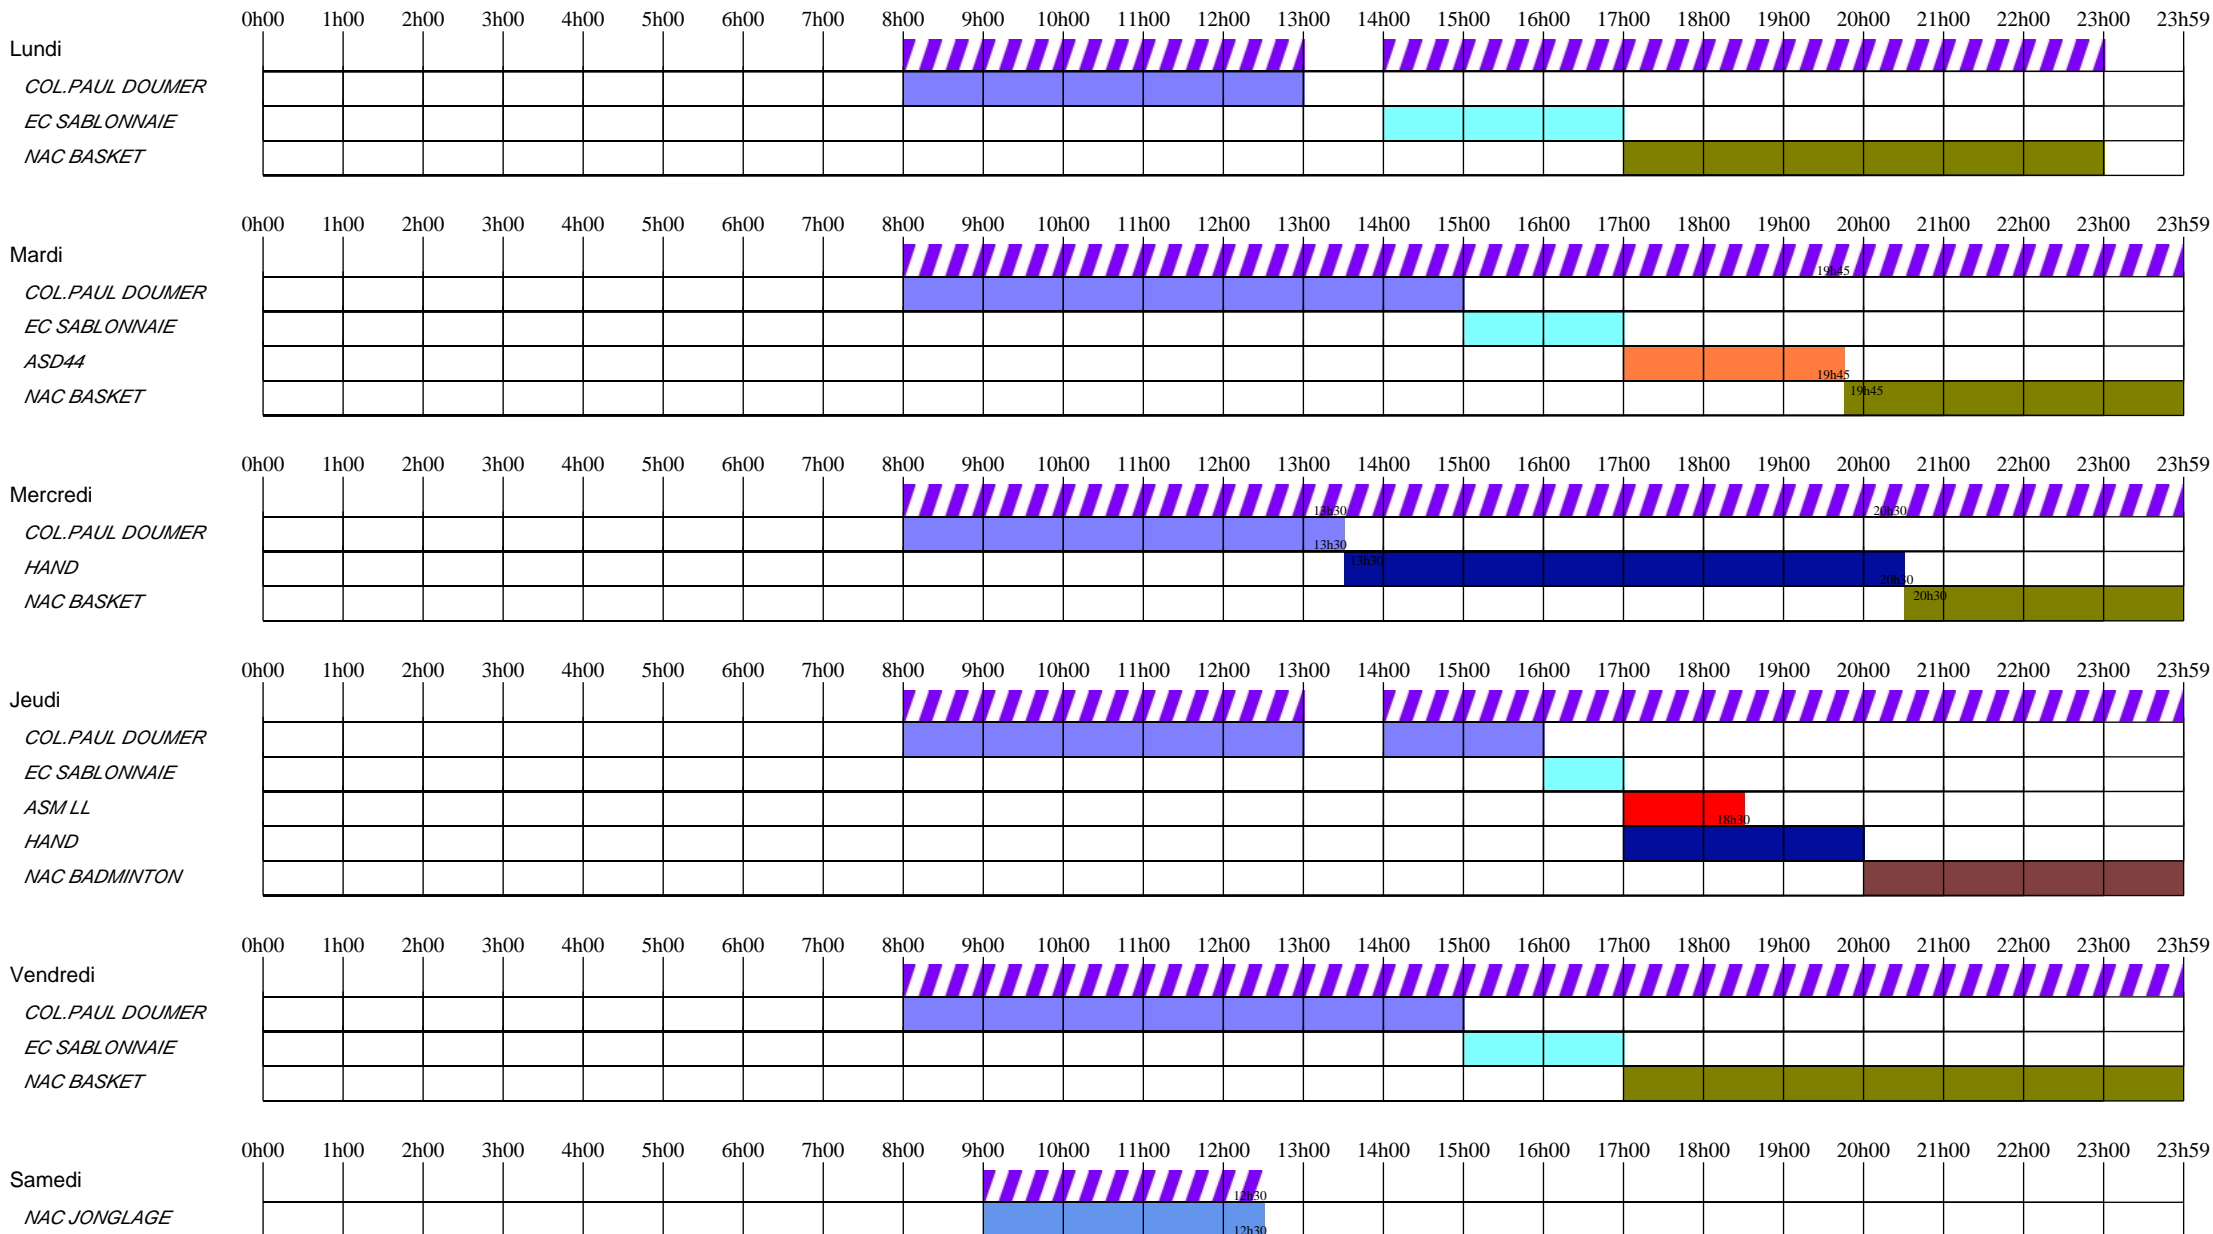 0h00 1h00 2h00 3h00 4h00 5h00 6h00 7h00 8h00 9h00 10h00 11h00 12h00 13h00 14h00 15h00 16h00 17h00 18h00 19h00 20h00 21h00 22h00 23h00 23h59
Lundi
COL.PAUL DOUMER
EC SABLONNAIE
NAC BASKET
0h00 1h00 2h00 3h00 4h00 5h00 6h00 7h00 8h00 9h00 10h00 11h00 12h00 13h00 14h00 15h00 16h00 17h00 18h00 19h00 20h00 21h00 22h00 23h00 23h59
Mardi
19h45
COL.PAUL DOUMER
EC SABLONNAIE
ASD44
19h45
NAC BASKET 19h45
0h00 1h00 2h00 3h00 4h00 5h00 6h00 7h00 8h00 9h00 10h00 11h00 12h00 13h00 14h00 15h00 16h00 17h00 18h00 19h00 20h00 21h00 22h00 23h00 23h59
Mercredi
13h30 20h30
COL.PAUL DOUMER
13h30
HAND 13h30
20h30
NAC BASKET 20h30
0h00 1h00 2h00 3h00 4h00 5h00 6h00 7h00 8h00 9h00 10h00 11h00 12h00 13h00 14h00 15h00 16h00 17h00 18h00 19h00 20h00 21h00 22h00 23h00 23h59
Jeudi
COL.PAUL DOUMER
EC SABLONNAIE
ASM LL
18h30
HAND
NAC BADMINTON
0h00 1h00 2h00 3h00 4h00 5h00 6h00 7h00 8h00 9h00 10h00 11h00 12h00 13h00 14h00 15h00 16h00 17h00 18h00 19h00 20h00 21h00 22h00 23h00 23h59
Vendredi
COL.PAUL DOUMER
EC SABLONNAIE
NAC BASKET
0h00 1h00 2h00 3h00 4h00 5h00 6h00 7h00 8h00 9h00 10h00 11h00 12h00 13h00 14h00 15h00 16h00 17h00 18h00 19h00 20h00 21h00 22h00 23h00 23h59
Samedi
12h30
NAC JONGLAGE
12h30